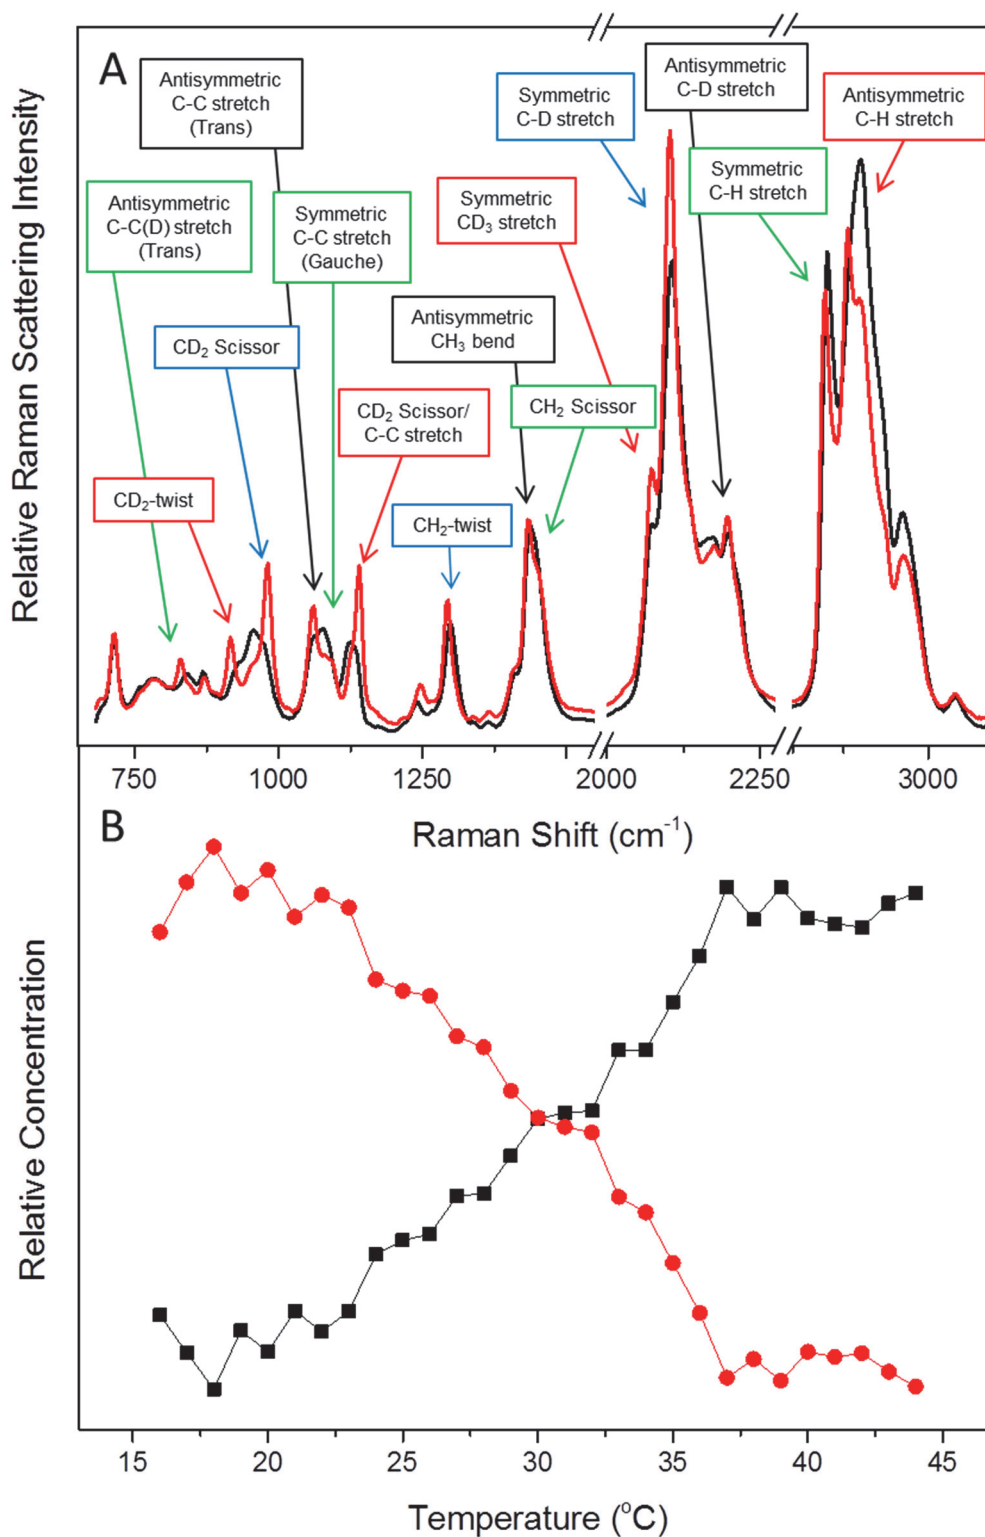 A
Antisymmetric
C-C stretch
(Trans)
Symmetric
C-D stretch
Antisymmetric
C-D stretch
Antisymmetric
C-H stretch
Antisymmetric
C-C(D) stretch
(Trans)
Symmetric
C-C stretch
(Gauche)
Symmetric
CD₃ stretch
Symmetric
C-H stretch
CD₂ Scissor
Antisymmetric
CH₃ bend
CD₂ Scissor/
C-C stretch
CH₂ Scissor
CD₂-twist
CH₂-twist
Relative Raman Scattering Intensity
750 1000 1250 2000 2250 3000
Raman Shift (cm⁻¹)
B
Relative Concentration
15 20 25 30 35 40 45
Temperature (°C)